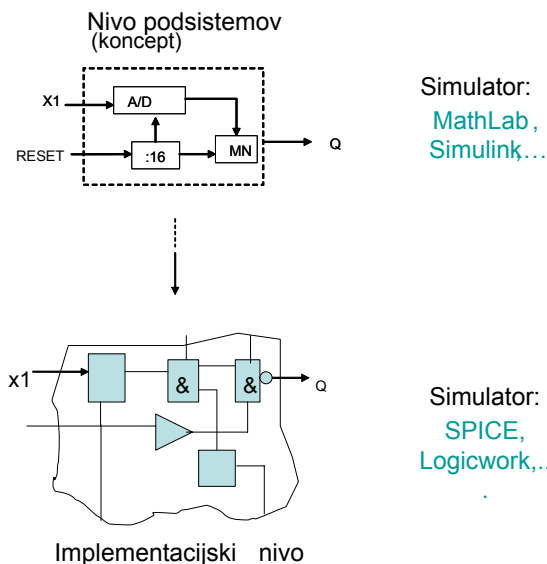 Nivo podsistemov
(koncept)
X1
A/D
RESET
:16
MN
Q
Simulator:
MathLab ,
Simulink,…
x1
&
&
Q
Simulator:
SPICE,
Logicwork,..
.
Implementacijski nivo